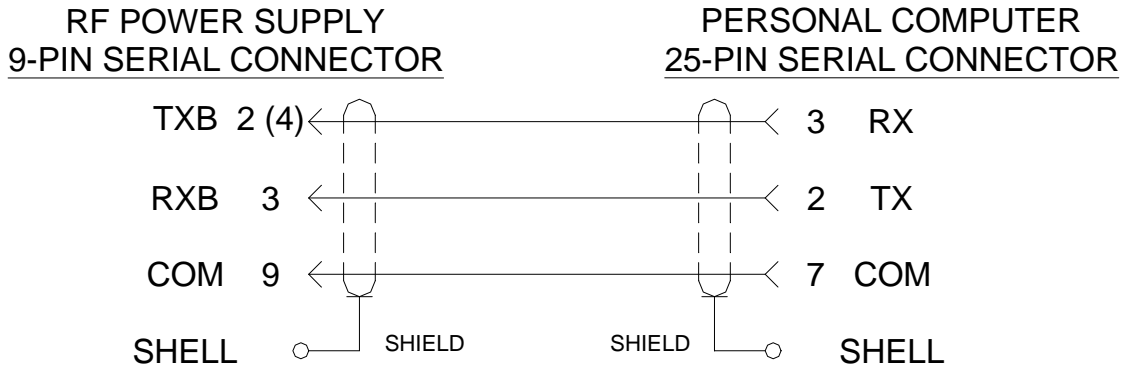 RF POWER SUPPLY
9-PIN SERIAL CONNECTOR
PERSONAL COMPUTER
25-PIN SERIAL CONNECTOR
TXB 2 (4) 3 RX
RXB 3 2 TX
COM 9 7 COM
SHELL SHIELD SHIELD SHELL